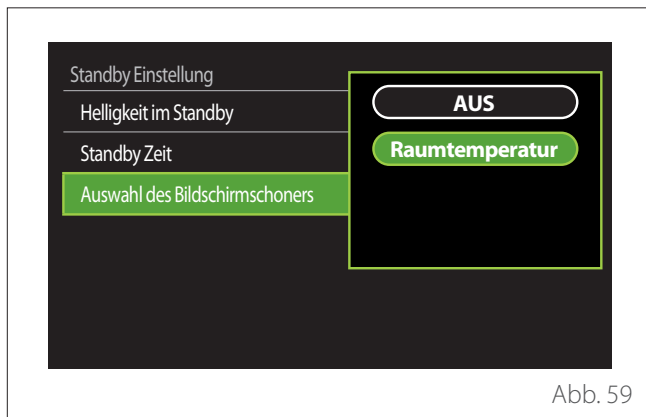 Standby Einstellung
Helligkeit im Standby
Standby Zeit
Auswahl des Bildschirmschoners
AUS
Raumtemperatur
Abb. 59